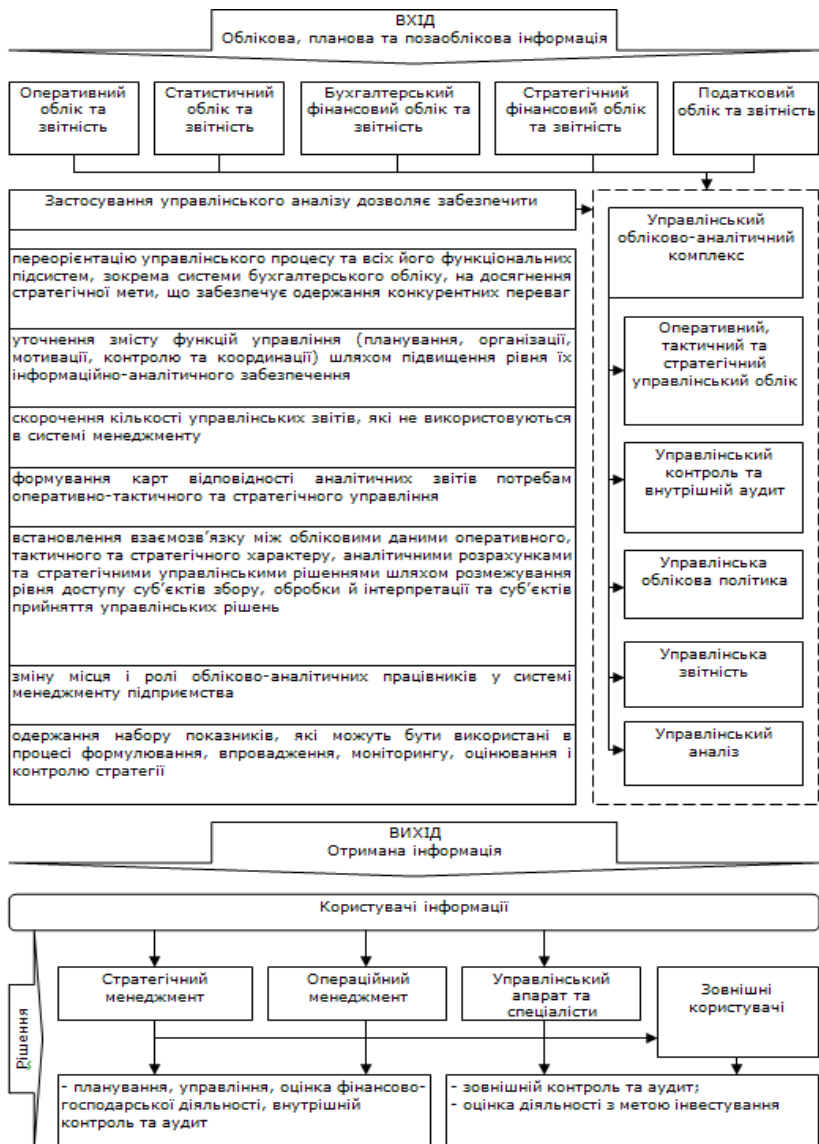 ВХІД
Облікова, планова та позаоблікова інформація
Оперативний
облік та
звітність
Статистичний
облік та
звітність
Бухгалтерський
фінансовий облік та
звітність
Стратегічний
фінансовий облік
та звітність
Податковий
облік та звітність
Застосування управлінського аналізу дозволяє забезпечити
переорієнтацію управлінського процесу та всіх його функціональних
підсистем, зокрема системи бухгалтерського обліку, на досягнення
стратегічної мети, що забезпечує одержання конкурентних переваг
уточнення змісту функцій управління (планування, організації,
мотивації, контролю та координації) шляхом підвищення рівня їх
інформаційно-аналітичного забезпечення
скорочення кількості управлінських звітів, які не використовуються
в системі менеджменту
формування карт відповідності аналітичних звітів потребам
оперативно-тактичного та стратегічного управління
встановлення взаємозв’язку між обліковими даними оперативного,
тактичного та стратегічного характеру, аналітичними розрахунками
та стратегічними управлінськими рішеннями шляхом розмежування
рівня доступу суб’єктів збору, обробки й інтерпретації та суб’єктів
прийняття управлінських рішень
зміну місця і ролі обліково-аналітичних працівників у системі
менеджменту підприємства
одержання набору показників, які можуть бути використані в
процесі формулювання, впровадження, моніторингу, оцінювання і
контролю стратегії
Управлінський
обліково-аналітичний
комплекс
Оперативний,
тактичний та
стратегічний
управлінський облік
Управлінський
контроль та
внутрішній аудит
Управлінська
облікова політика
Управлінська
звітність
Управлінський
аналіз
ВИХІД
Отримана інформація
Користувачі інформації
Рішення
Стратегічний
менеджмент
Операційний
менеджмент
Управлінський
апарат та
спеціалісти
Зовнішні
користувачі
- планування, управління, оцінка фінансово-
господарської діяльності, внутрішній
контроль та аудит
- зовнішній контроль та аудит;
- оцінка діяльності з метою інвестування